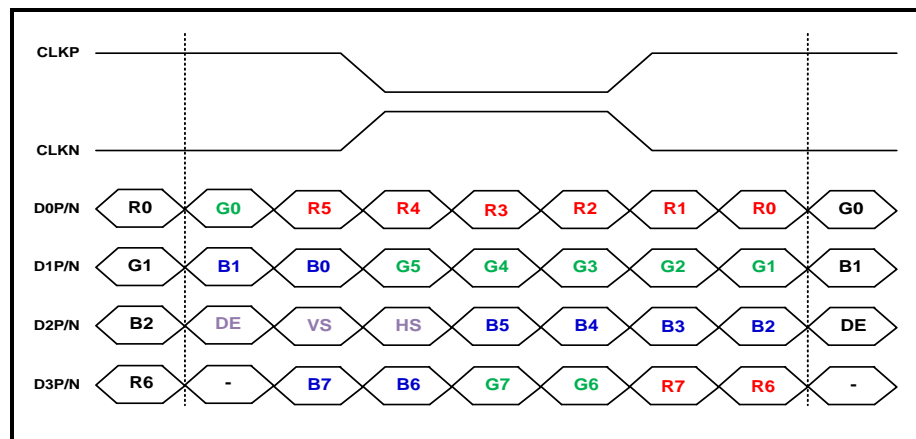 CLKP
CLKN
D0P/N R0 G0 R5 R4 R3 R2 R1 R0 G0
D1P/N G1 B1 B0 G5 G4 G3 G2 G1 B1
D2P/N B2 DE VS HS B5 B4 B3 B2 DE
D3P/N R6 - B7 B6 G7 G6 R7 R6 -